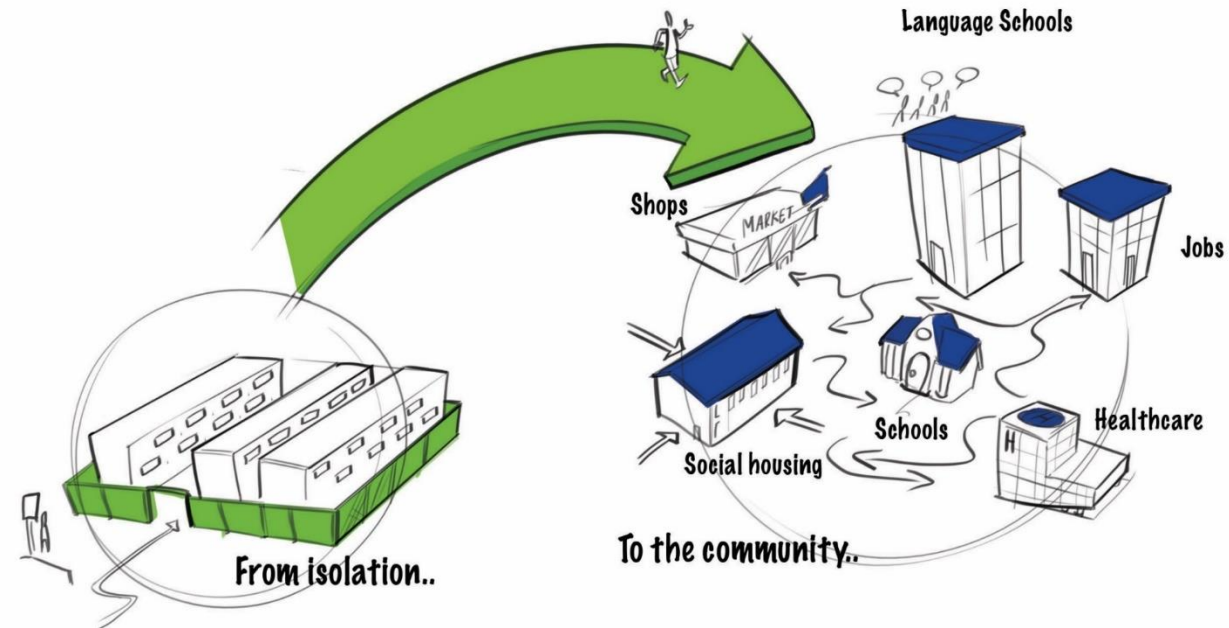 Language Schools
Shops
MARKET
Jobs
Schools
Healthcare
H
Social housing
To the community..
From isolation..